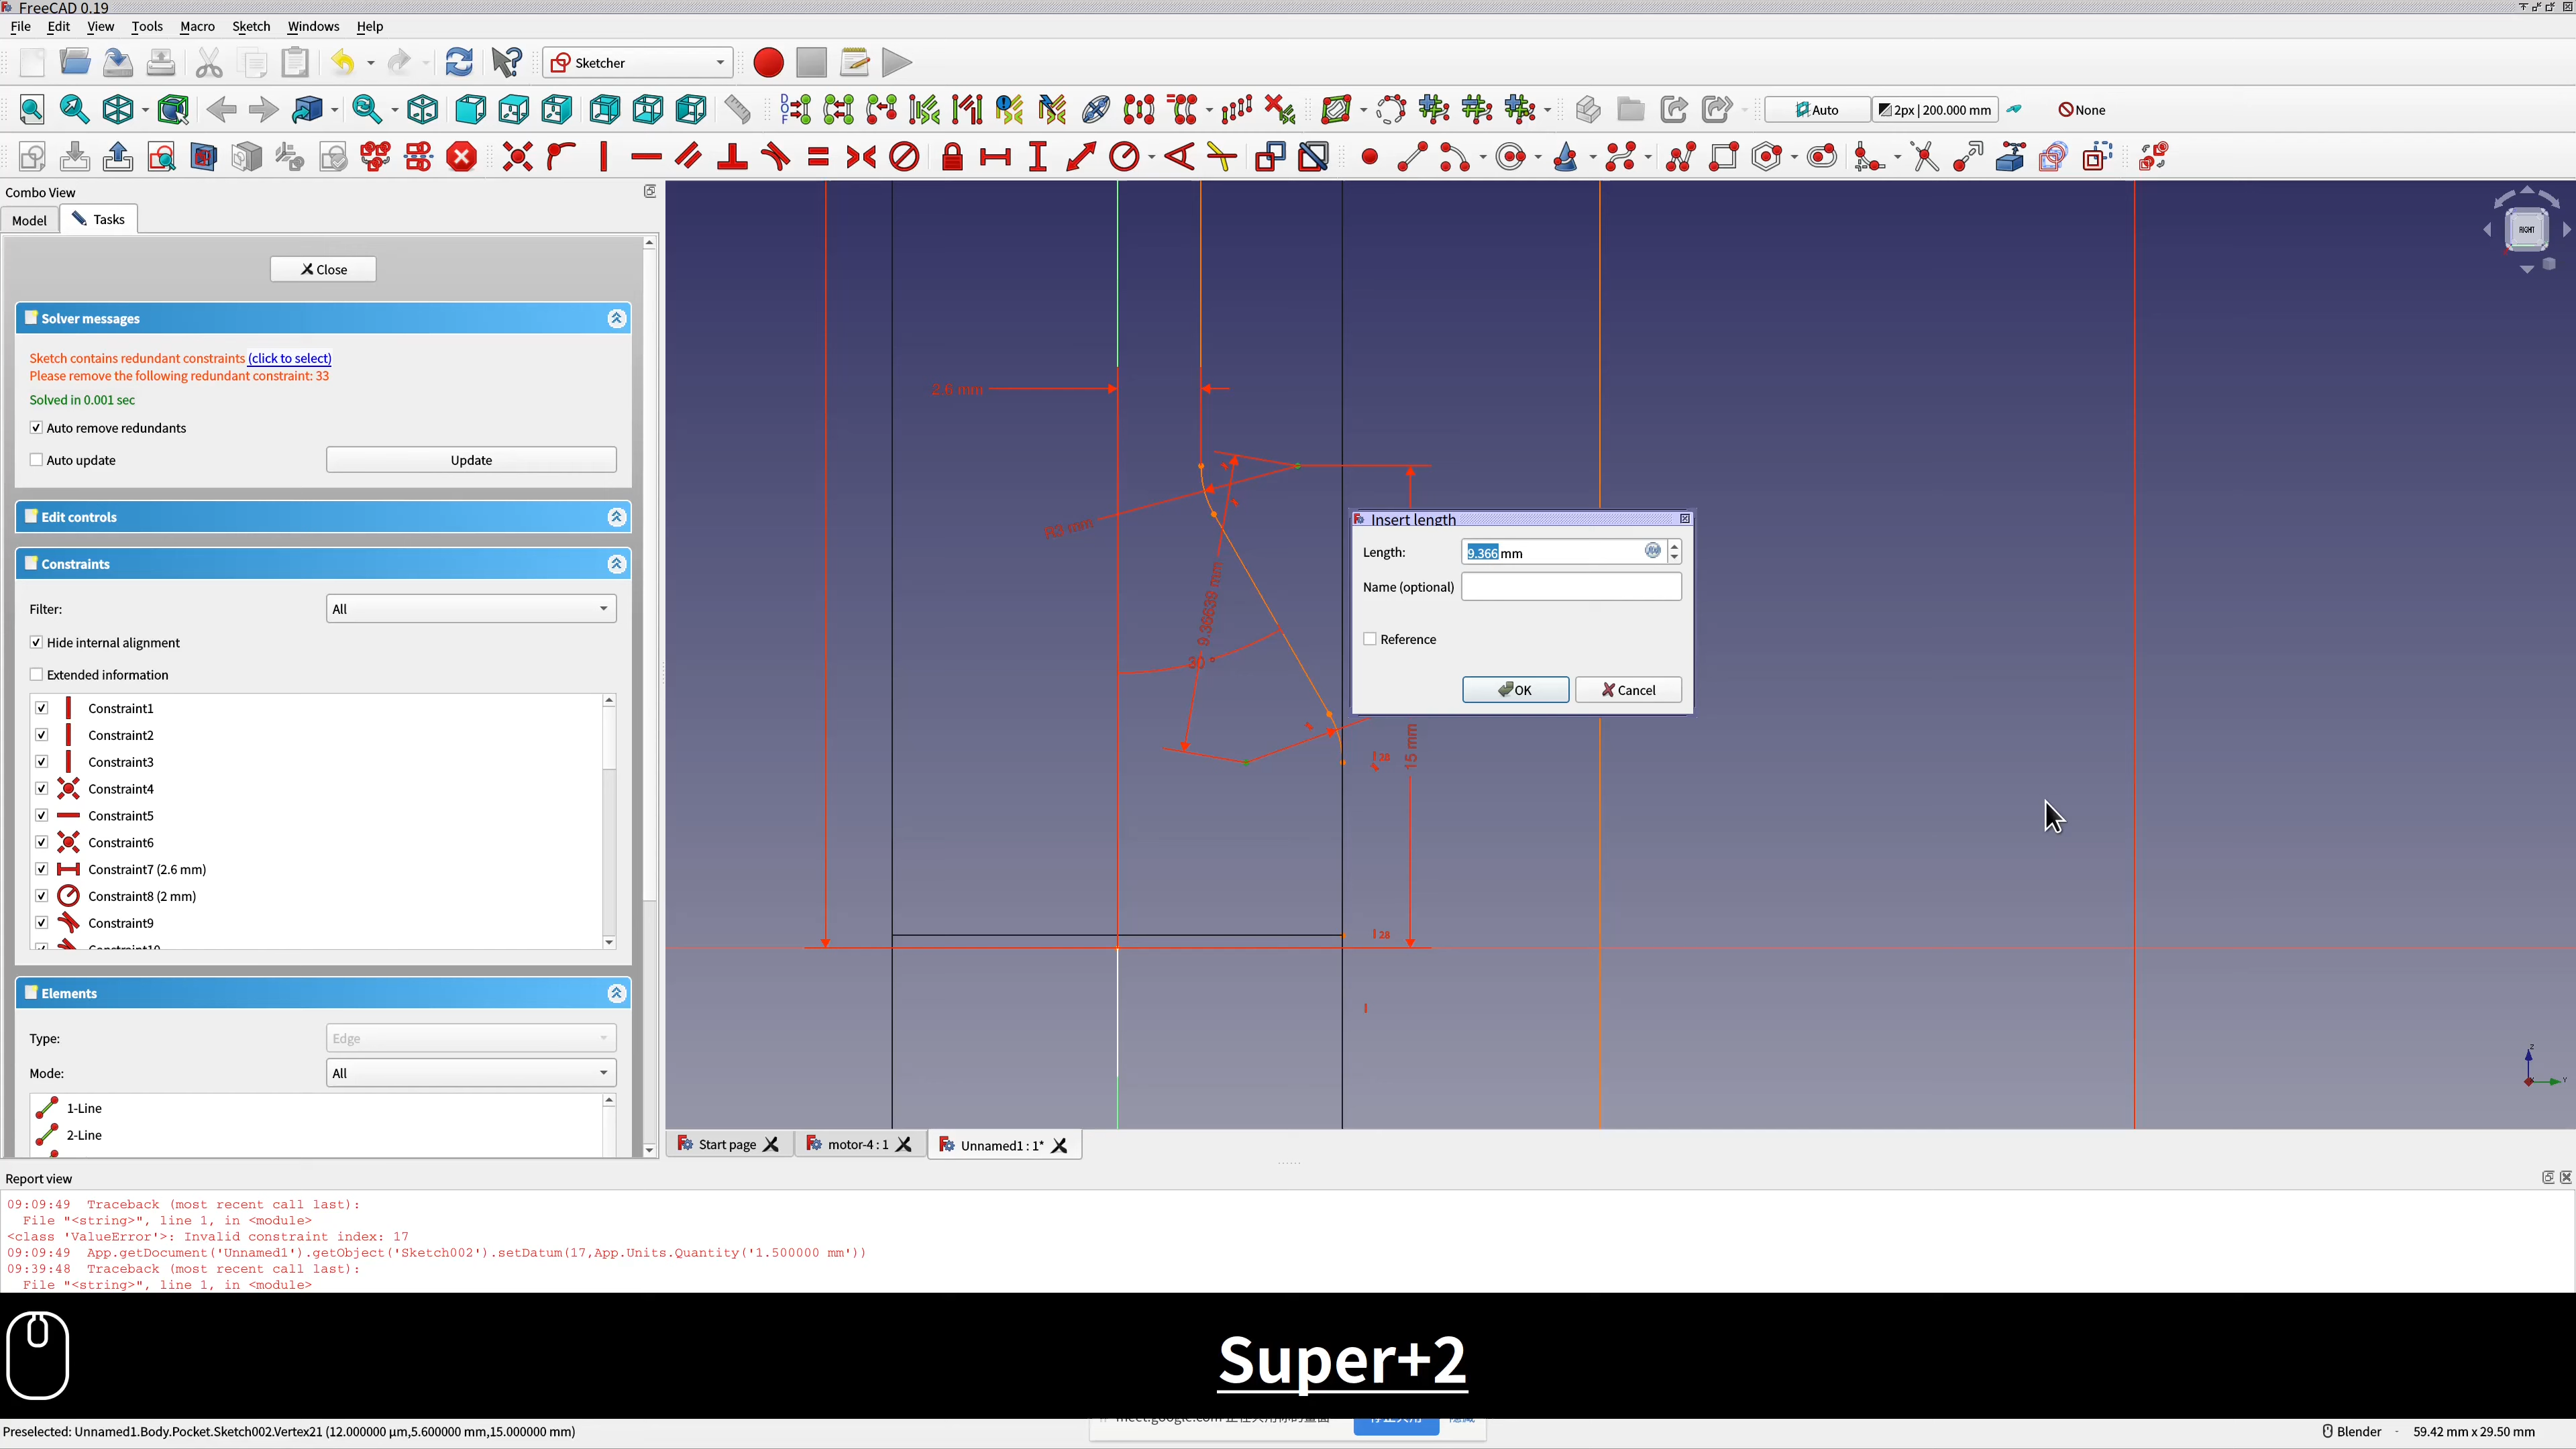 FreeCAD 0.19
File Edit View Tools Macro Sketch Windows Help
Sketcher
Auto 2px | 200.000 mm None
Combo View
Model Tasks
Close
Solver messages
Sketch contains redundant constraints (click to select)
Please remove the following redundant constraint: 33
Solved in 0.001 sec
Auto remove redundants
Auto update Update
Edit controls
Constraints
Filter: All
Hide internal alignment
Extended information
Constraint1
Constraint2
Constraint3
Constraint4
Constraint5
Constraint6
Constraint7 (2.6 mm)
Constraint8 (2 mm)
Constraint9
Constraint10
Elements
Type: Edge
Mode: All
1-Line
2-Line
RIGHT
2.6 mm
R3 mm
9.366638 mm
30 °
15 mm
28
28
Insert length
Length: 9.366 mm
Name (optional)
Reference
OK Cancel
Z
Y
Start page motor-4 : 1 Unnamed1 : 1*
Report view
09:09:49 Traceback (most recent call last):
File "<string>", line 1, in <module>
<class 'ValueError'>: Invalid constraint index: 17
09:09:49 App.getDocument('Unnamed1').getObject('Sketch002').setDatum(17,App.Units.Quantity('1.500000 mm'))
09:39:48 Traceback (most recent call last):
File "<string>", line 1, in <module>
Super+2
Preselected: Unnamed1.Body.Pocket.Sketch002.Vertex21 (12.000000 µm,5.600000 mm,15.000000 mm)
Blender - 59.42 mm x 29.50 mm